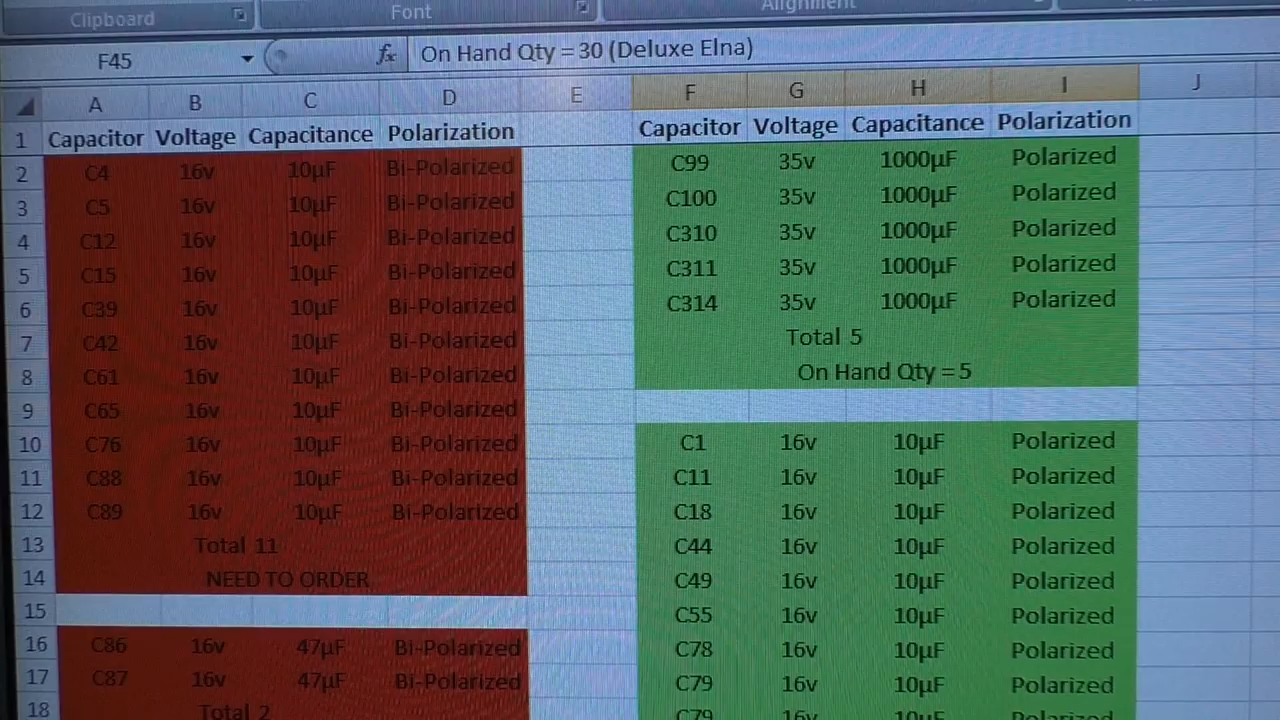 Clipboard Font Alignment
F45 fx On Hand Qty = 30 (Deluxe Elna)
A B C D E F G H I J
1 Capacitor Voltage Capacitance Polarization Capacitor Voltage Capacitance Polarization
2 C4 16v 10µF Bi-Polarized C99 35v 1000µF Polarized
3 C5 16v 10µF Bi-Polarized C100 35v 1000µF Polarized
4 C12 16v 10µF Bi-Polarized C310 35v 1000µF Polarized
5 C15 16v 10µF Bi-Polarized C311 35v 1000µF Polarized
6 C39 16v 10µF Bi-Polarized C314 35v 1000µF Polarized
7 C42 16v 10µF Bi-Polarized Total 5
8 C61 16v 10µF Bi-Polarized On Hand Qty = 5
9 C65 16v 10µF Bi-Polarized
10 C76 16v 10µF Bi-Polarized C1 16v 10µF Polarized
11 C88 16v 10µF Bi-Polarized C11 16v 10µF Polarized
12 C89 16v 10µF Bi-Polarized C18 16v 10µF Polarized
13 Total 11 C44 16v 10µF Polarized
14 NEED TO ORDER C49 16v 10µF Polarized
15 C55 16v 10µF Polarized
16 C86 16v 47µF Bi-Polarized C78 16v 10µF Polarized
17 C87 16v 47µF Bi-Polarized C79 16v 10µF Polarized
18 Total 2 C79 16v 10µF Polarized